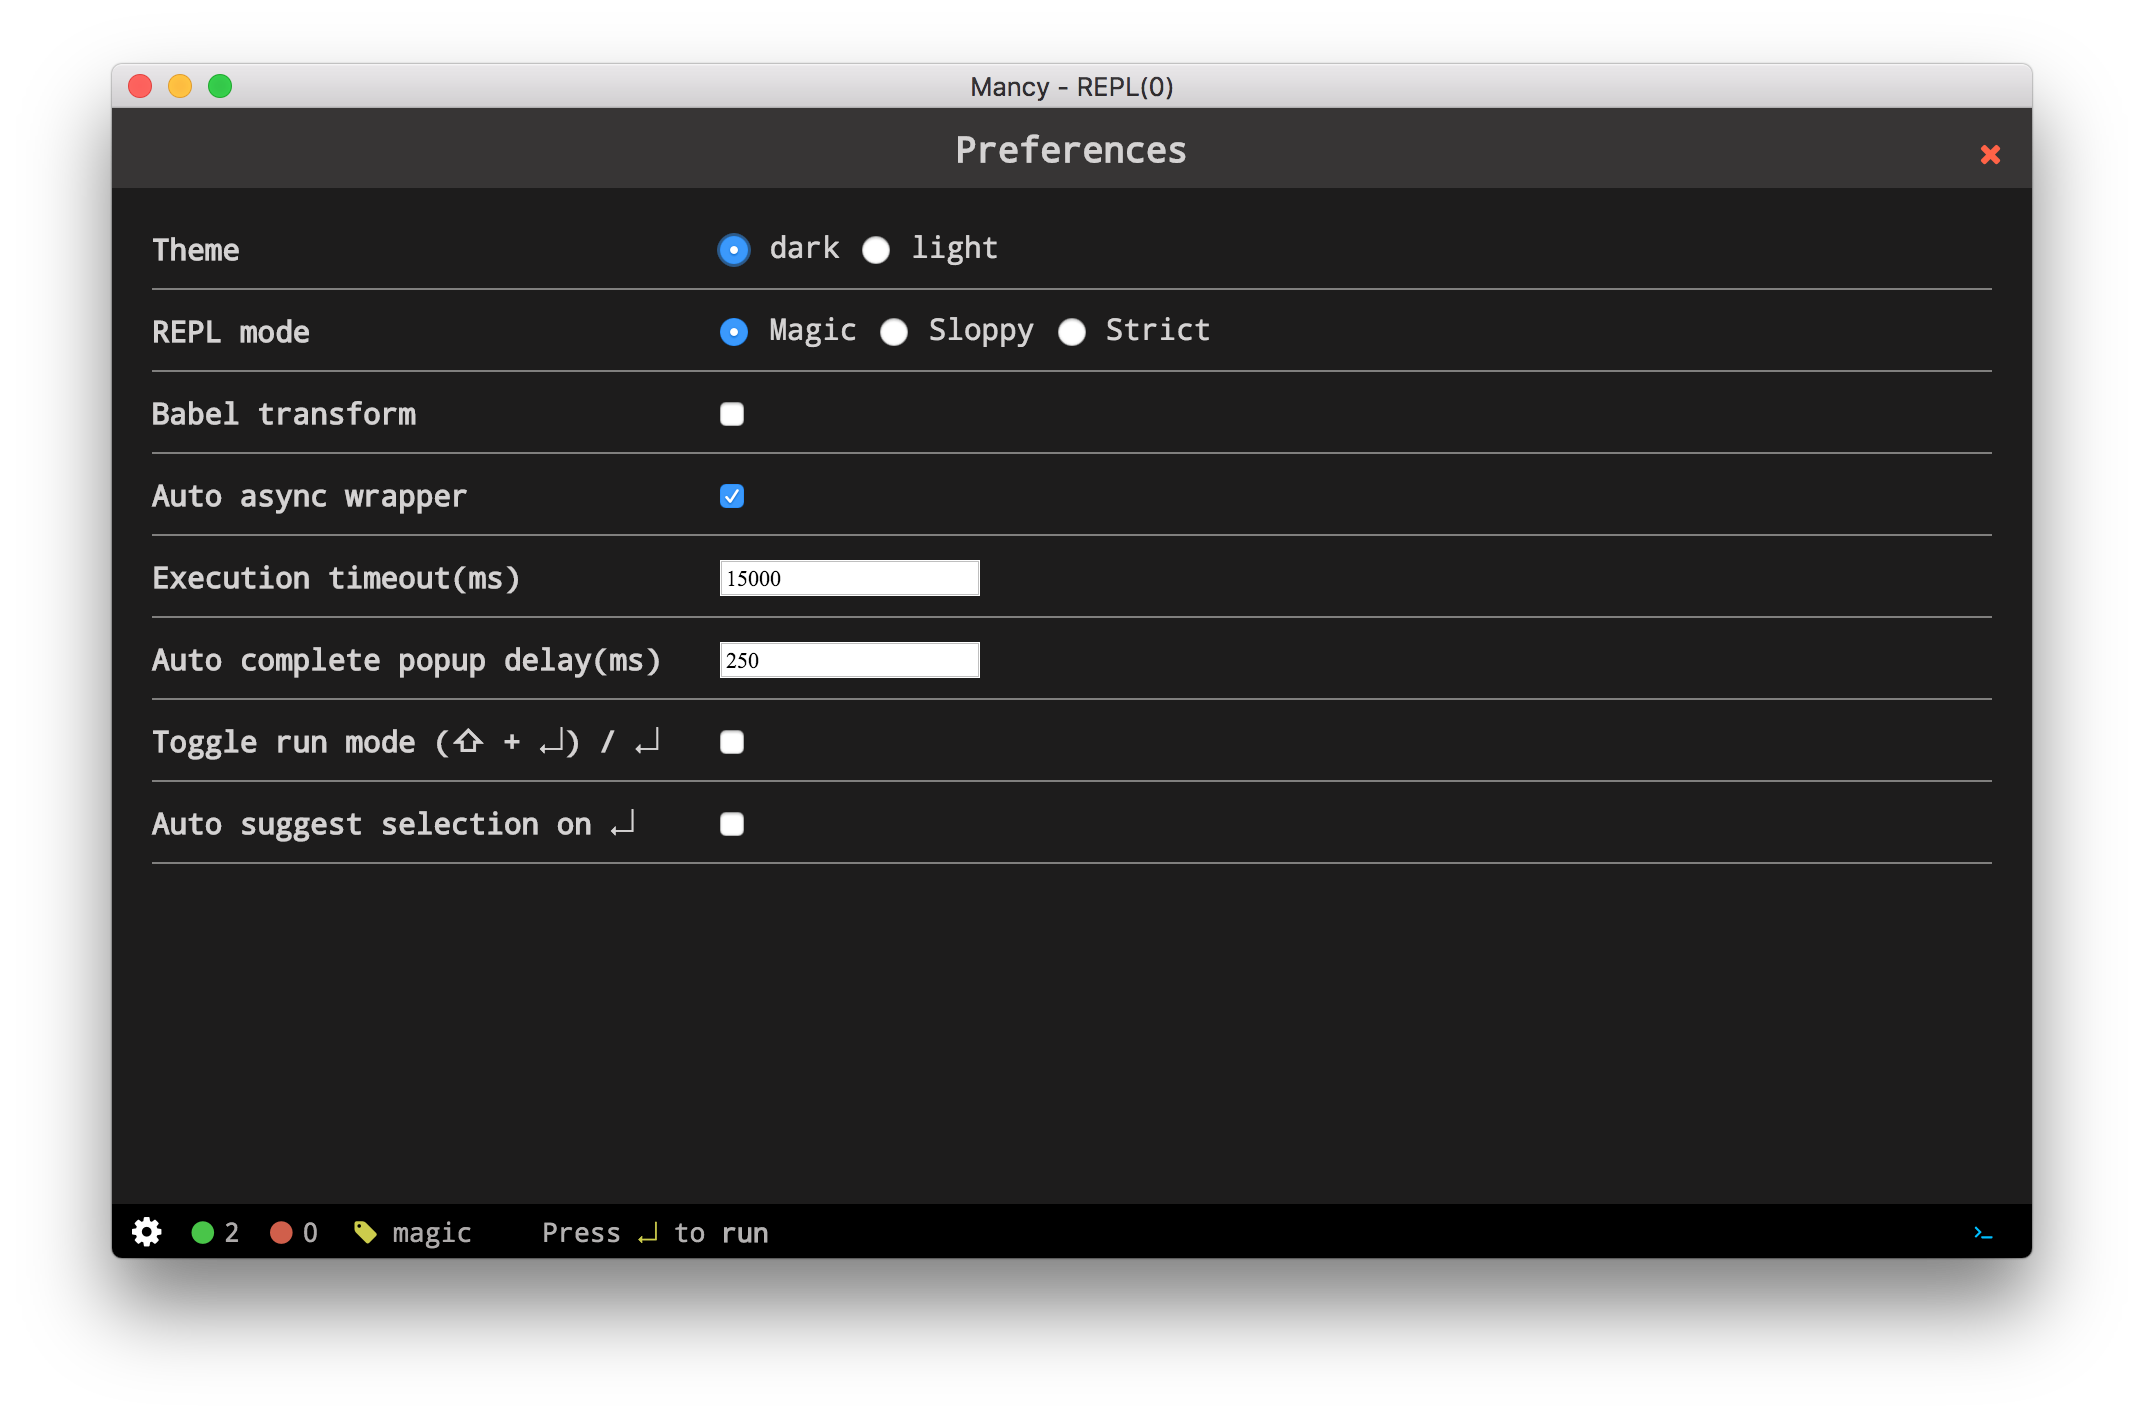 Mancy - REPL(0)
Preferences
Theme dark light
REPL mode Magic Sloppy Strict
Babel transform
Auto async wrapper
Execution timeout(ms) 15000
Auto complete popup delay(ms) 250
Toggle run mode (⇧ + ↵) / ↵
Auto suggest selection on ↵
2 0 magic Press ↵ to run